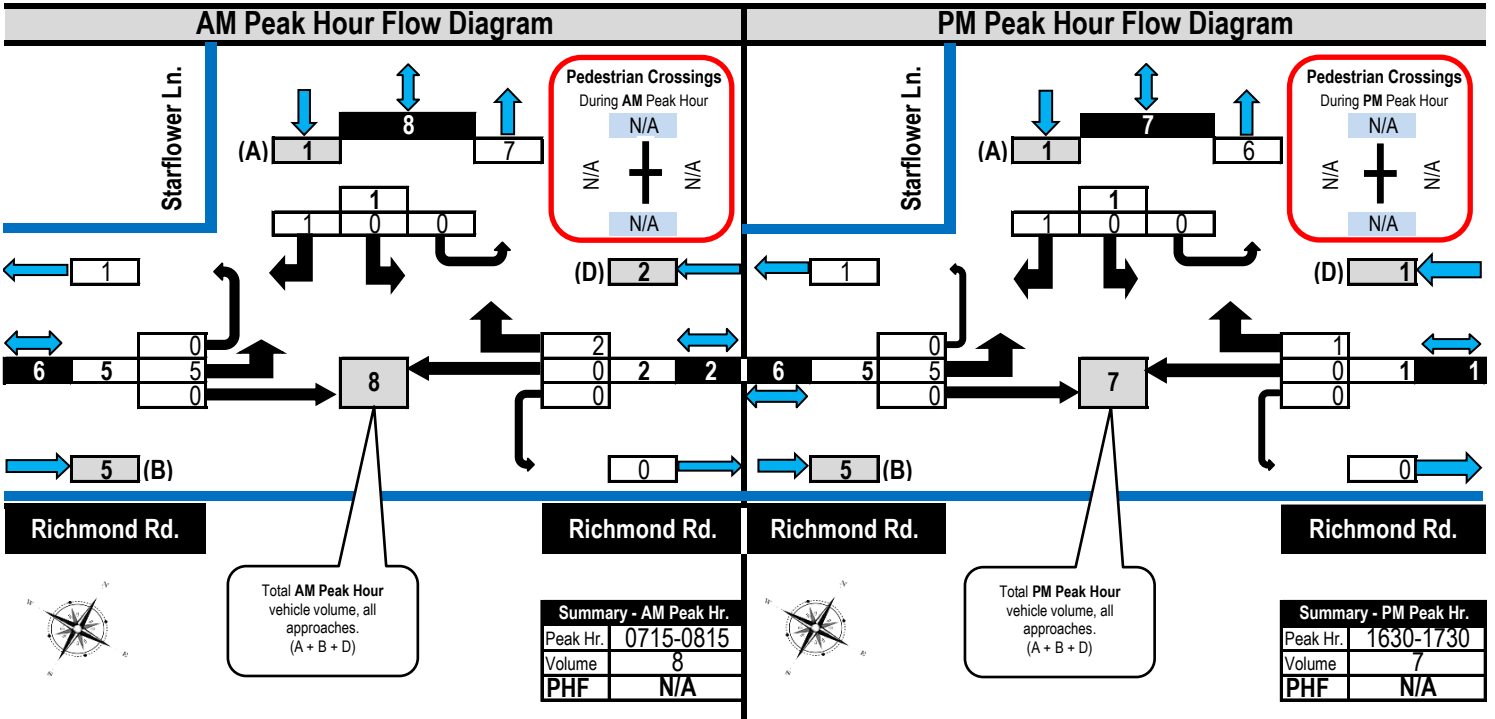 AM Peak Hour Flow Diagram
Starflower Ln.
8
(A) 1
7
1
1 0 0
Pedestrian Crossings
During AM Peak Hour
N/A
N/A N/A
N/A
1
(D) 2
0
6 5 5
0
8
2
0 2 2
0
5 (B)
0
Richmond Rd.
Richmond Rd.
Total AM Peak Hour
vehicle volume, all
approaches.
(A + B + D)
Summary - AM Peak Hr.
Peak Hr. 0715-0815
Volume 8
PHF N/A
PM Peak Hour Flow Diagram
Starflower Ln.
7
(A) 1
6
1
1 0 0
Pedestrian Crossings
During PM Peak Hour
N/A
N/A N/A
N/A
1
(D) 1
0
6 5 5
0
7
1
0 1 1
0
5 (B)
0
Richmond Rd.
Richmond Rd.
Total PM Peak Hour
vehicle volume, all
approaches.
(A + B + D)
Summary - PM Peak Hr.
Peak Hr. 1630-1730
Volume 7
PHF N/A